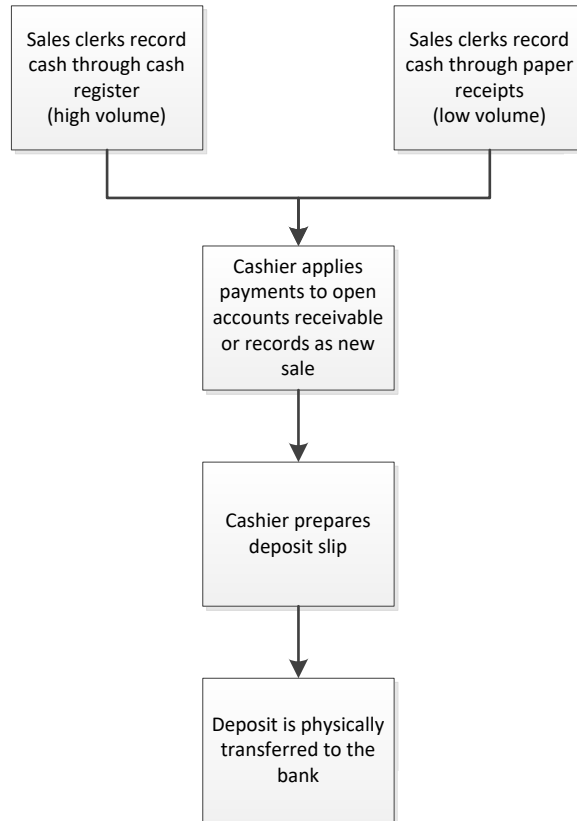 Sales clerks record
cash through cash
register
(high volume)
Sales clerks record
cash through paper
receipts
(low volume)
Cashier applies
payments to open
accounts receivable
or records as new
sale
Cashier prepares
deposit slip
Deposit is physically
transferred to the
bank